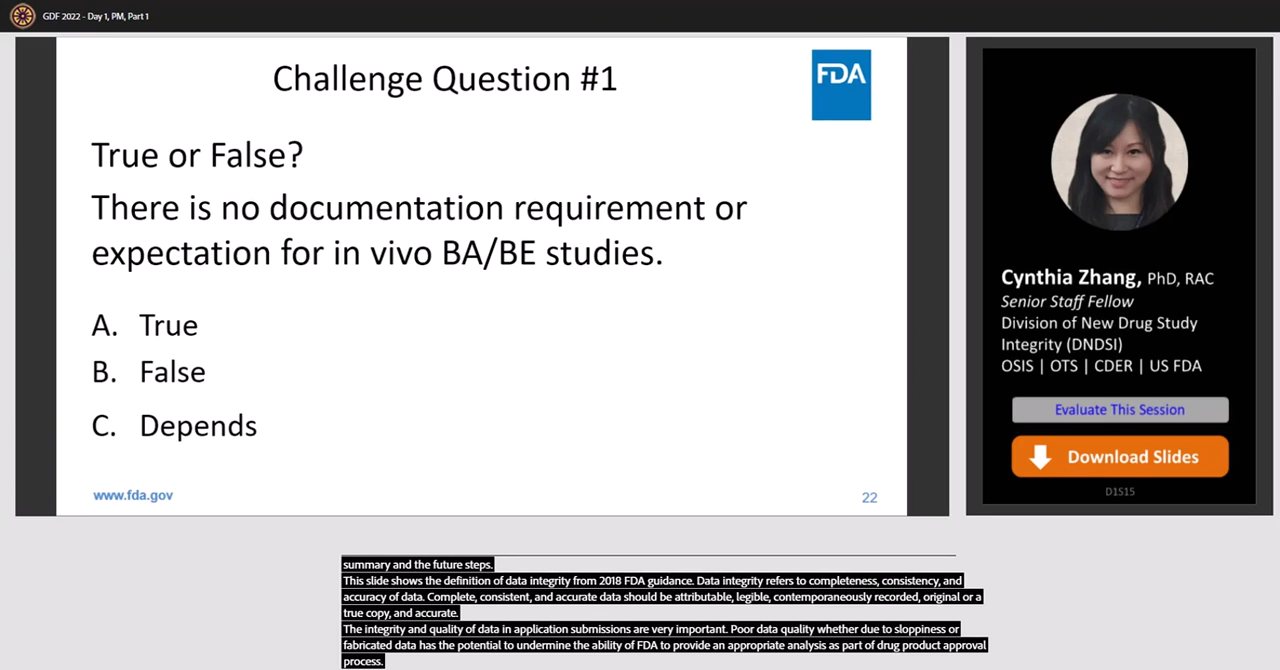 GDF 2022 - Day 1, PM, Part 1
Challenge Question #1
FDA
True or False?
There is no documentation requirement or
expectation for in vivo BA/BE studies.
A. True
B. False
C. Depends
www.fda.gov
22
Cynthia Zhang, PhD, RAC
Senior Staff Fellow
Division of New Drug Study
Integrity (DNDSI)
OSIS | OTS | CDER | US FDA
Evaluate This Session
Download Slides
D1S15
summary and the future steps.
This slide shows the definition of data integrity from 2018 FDA guidance. Data integrity refers to completeness, consistency, and
accuracy of data. Complete, consistent, and accurate data should be attributable, legible, contemporaneously recorded, original or a
true copy, and accurate.
The integrity and quality of data in application submissions are very important. Poor data quality whether due to sloppiness or
fabricated data has the potential to undermine the ability of FDA to provide an appropriate analysis as part of drug product approval
process.